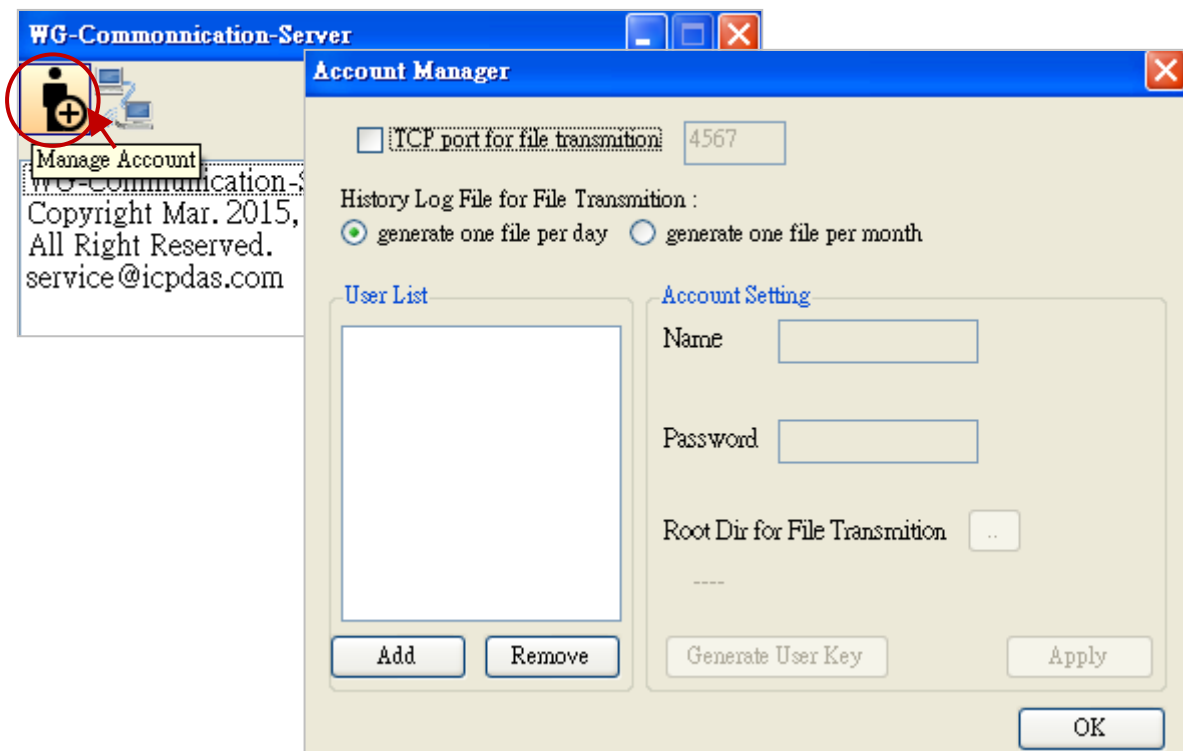 WG-Commonnication-Server
Manage Account
WG-Communication-S
Copyright Mar. 2015,
All Right Reserved.
service@icpdas.com
Account Manager
TCP port for file transmition 4567
History Log File for File Transmition :
generate one file per day generate one file per month
User List
Account Setting
Name
Password
Root Dir for File Transmition ..
----
Add Remove
Generate User Key Apply
OK